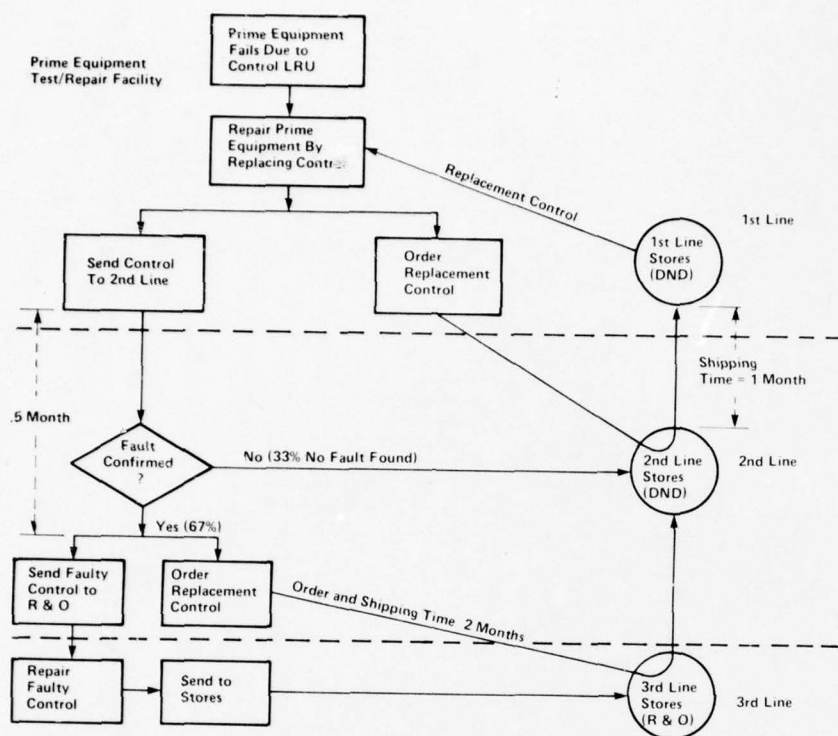 Prime Equipment
Test/Repair Facility
Prime Equipment
Fails Due to
Control LRU
Repair Prime
Equipment By
Replacing Control
Replacement Control
1st Line
Send Control
To 2nd Line
Order
Replacement
Control
1st Line
Stores
(DND)
Shipping
Time = 1 Month
.5 Month
Fault
Confirmed
?
No (33% No Fault Found)
2nd Line
Stores
(DND)
2nd Line
Yes (67%)
Send Faulty
Control to
R & O
Order
Replacement
Control
Order and Shipping Time 2 Months
Repair
Faulty
Control
Send to
Stores
3rd Line
Stores
(R & O)
3rd Line